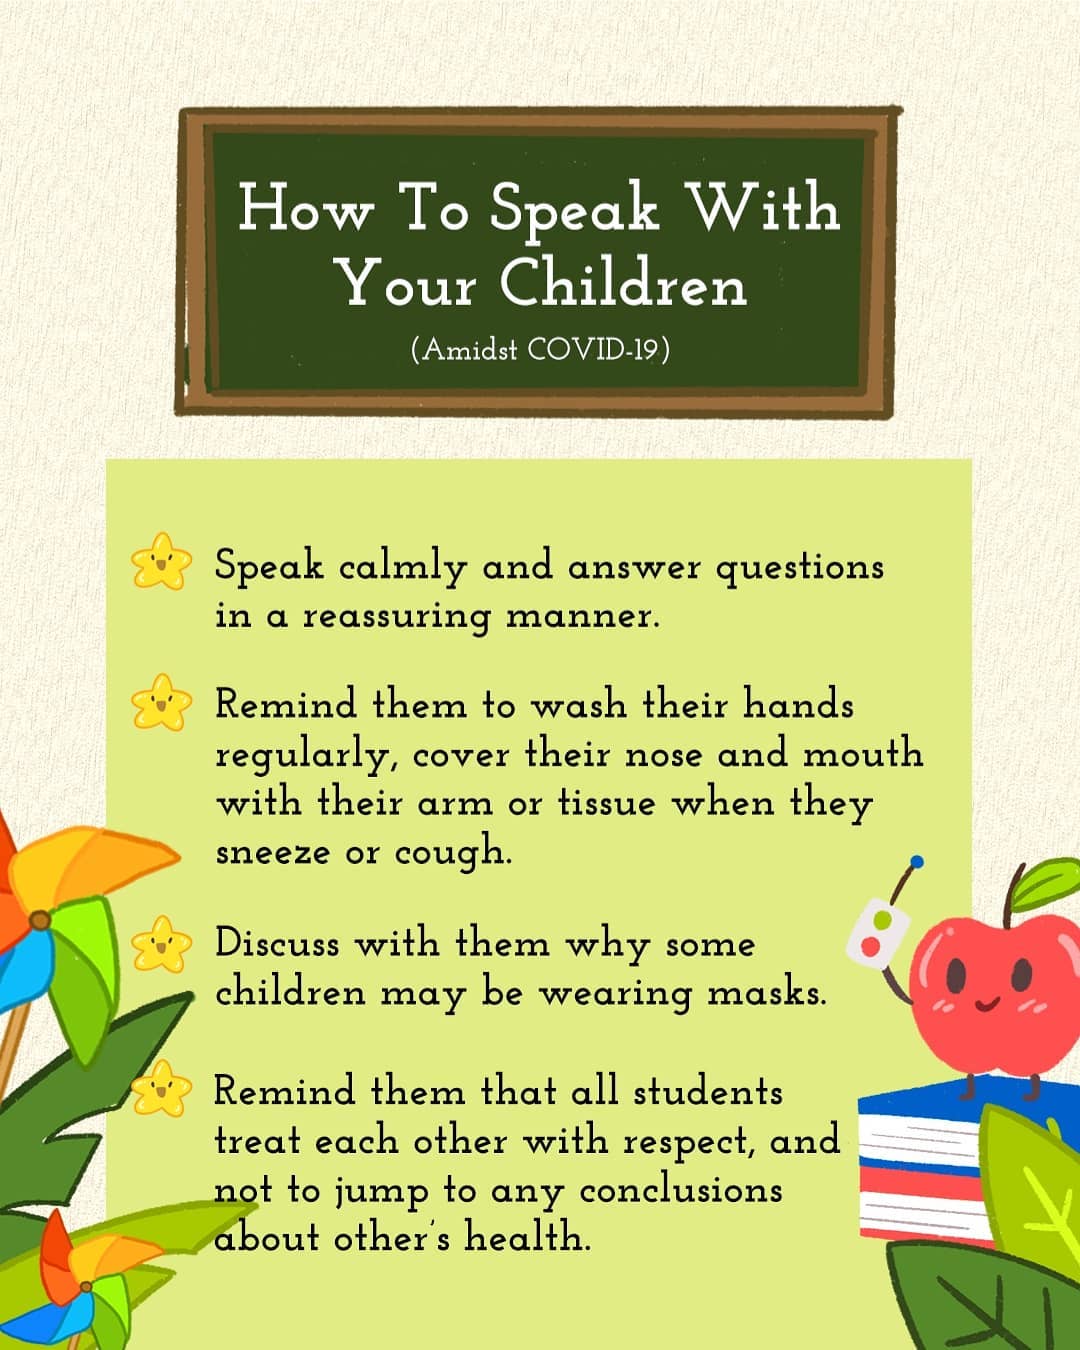 How To Speak With
Your Children
(Amidst COVID-19)
Speak calmly and answer questions
in a reassuring manner.
Remind them to wash their hands
regularly, cover their nose and mouth
with their arm or tissue when they
sneeze or cough.
Discuss with them why some
children may be wearing masks.
Remind them that all students
treat each other with respect, and
not to jump to any conclusions
about other's health.